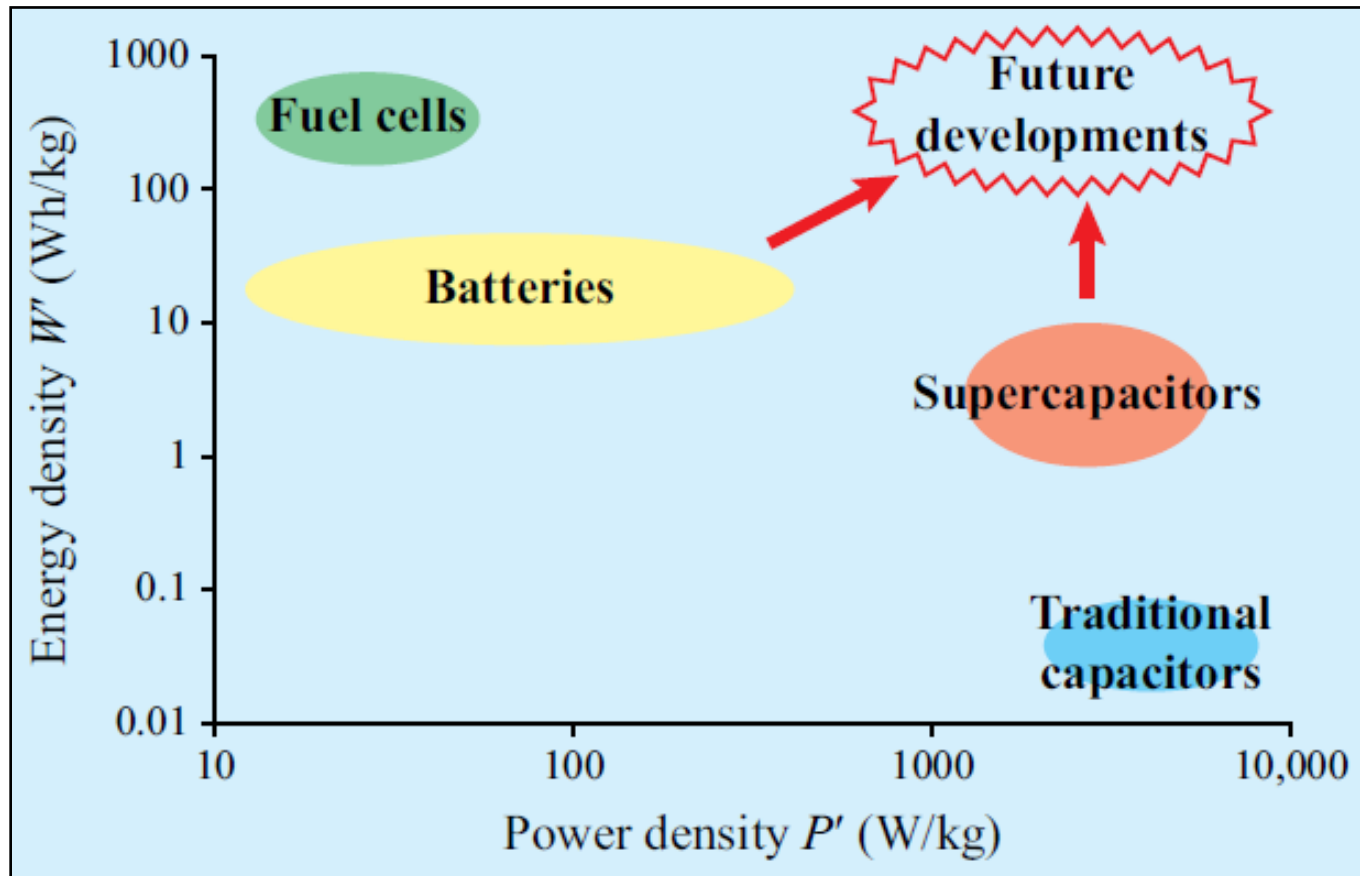 1000
100
10
1
0.1
0.01
Energy density W′ (Wh/kg)
Fuel cells
Future
developments
Batteries
Supercapacitors
Traditional
capacitors
10
100
1000
10,000
Power density P′ (W/kg)